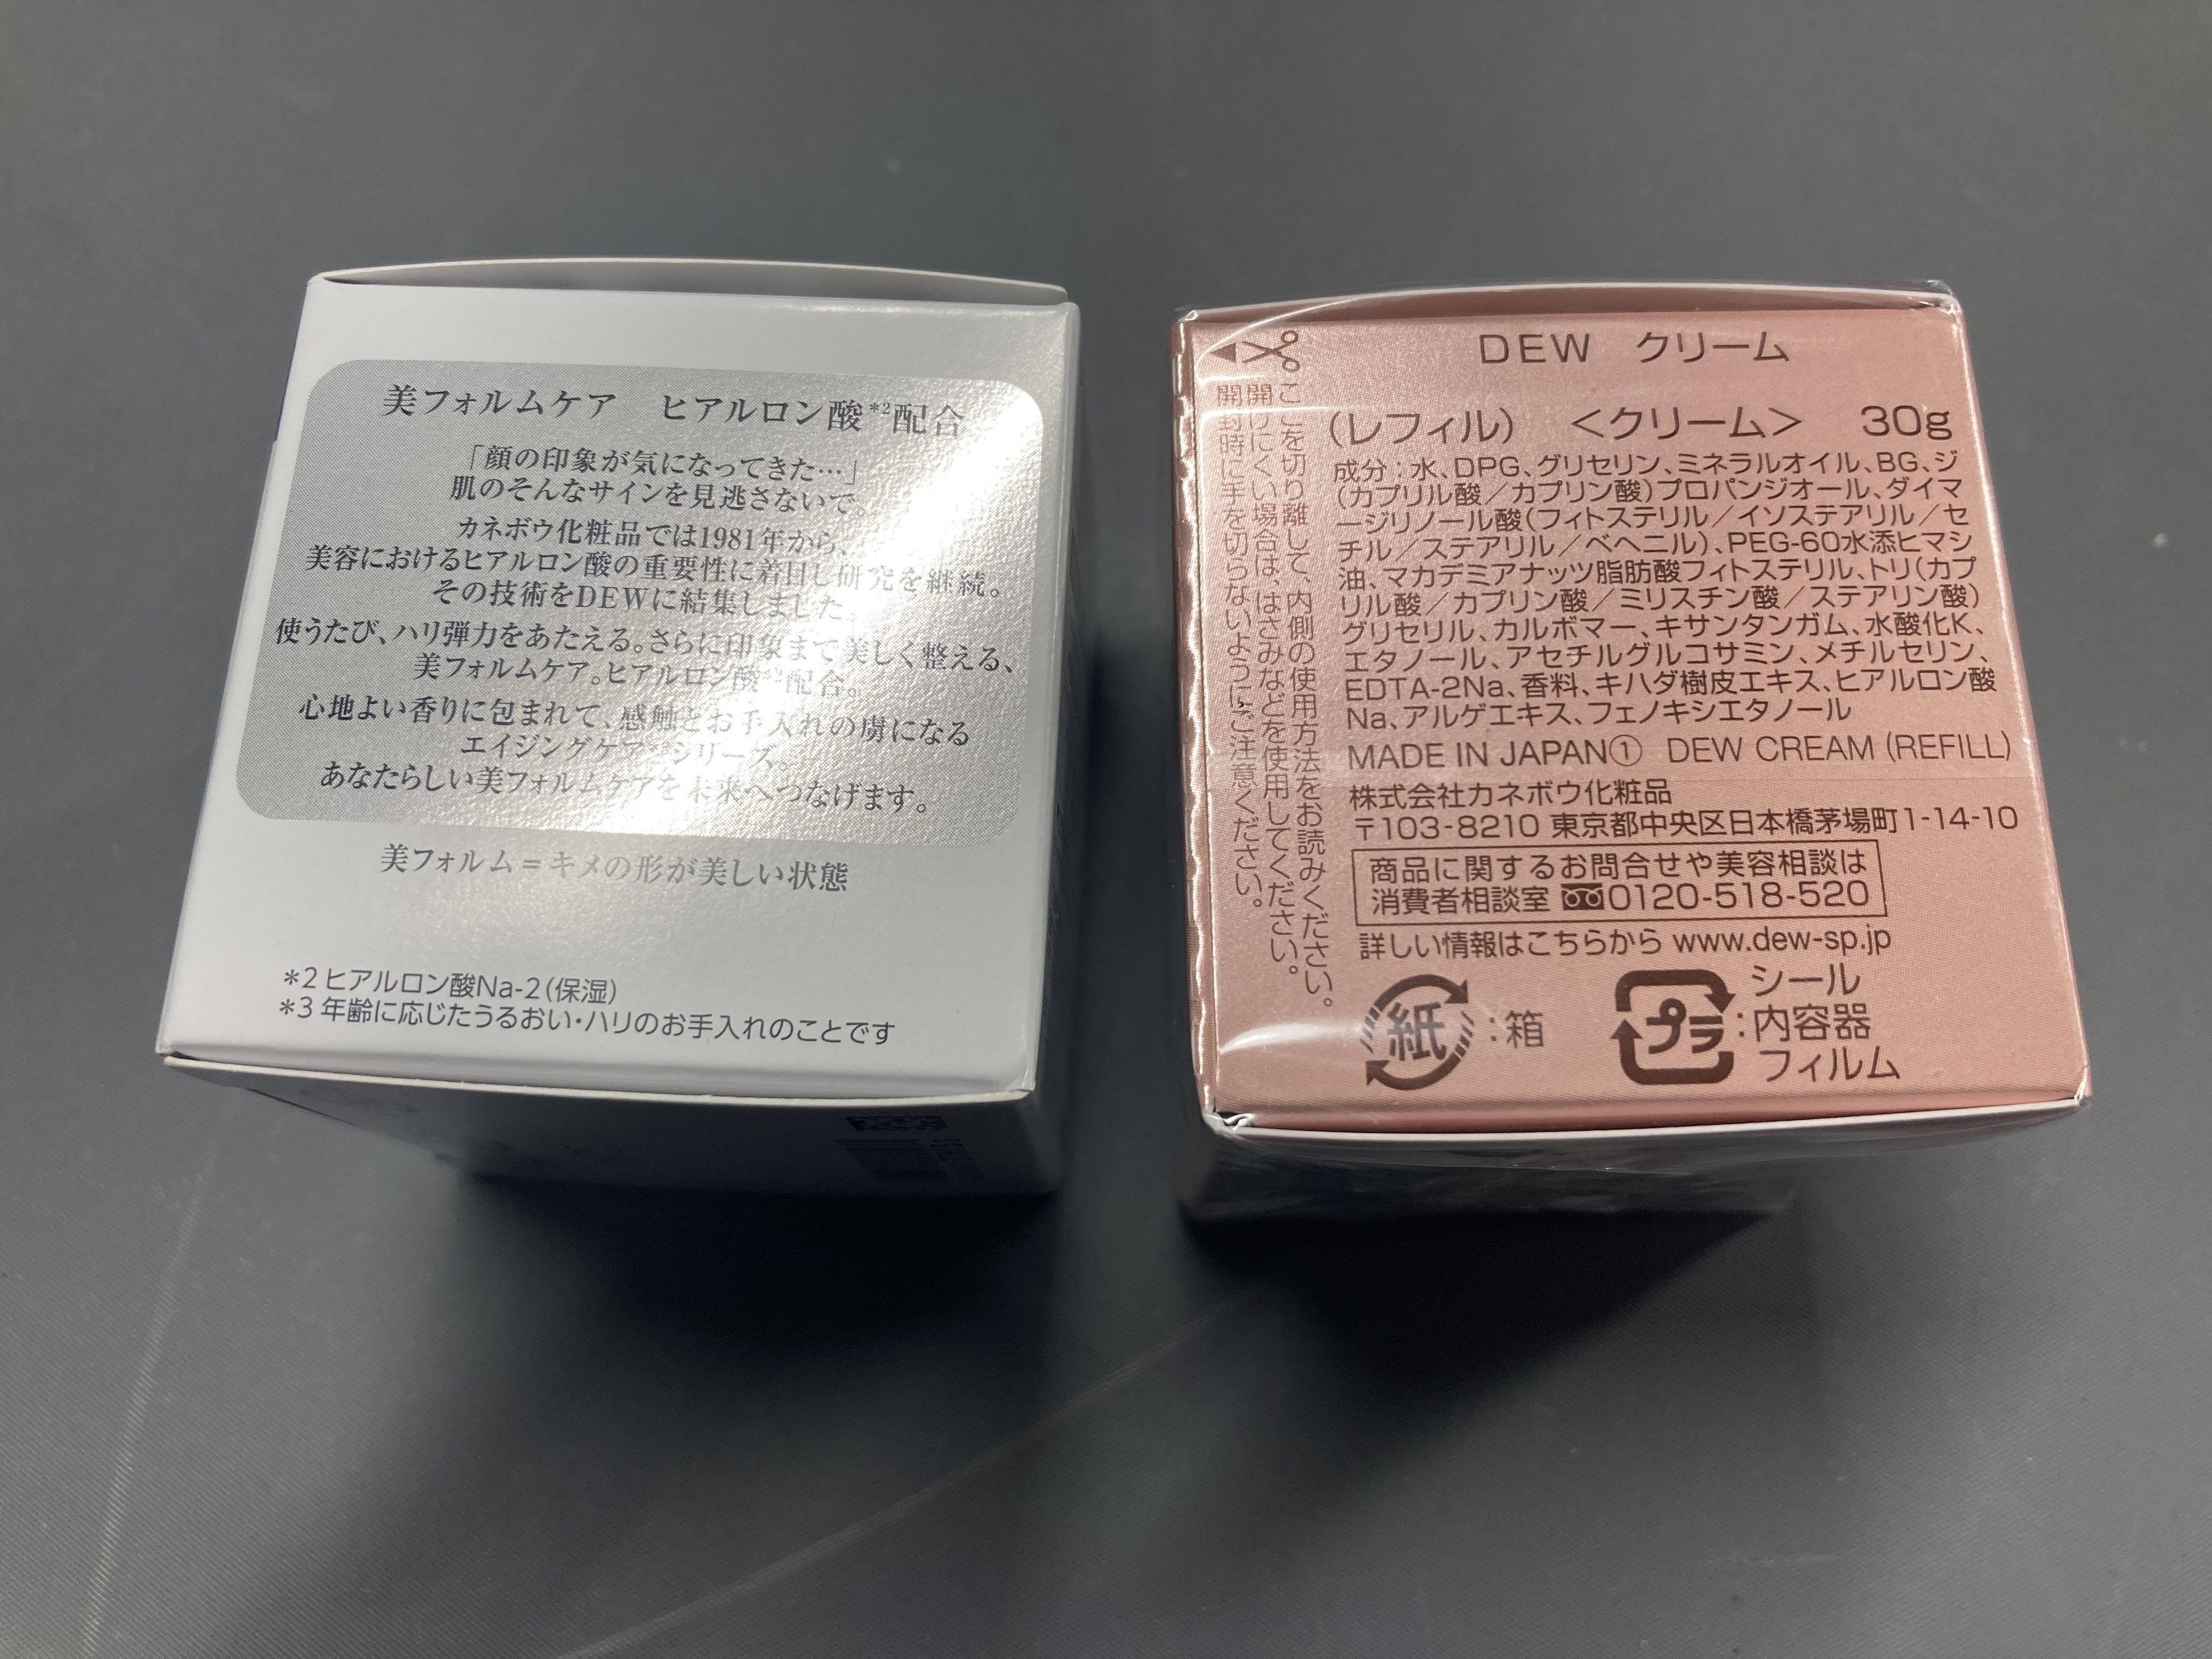 美フォルムケア　ヒアルロン酸*2配合
「顔の印象が気になってきた…」
肌のそんなサインを見逃さないで。
カネボウ化粧品では1981年から、
美容におけるヒアルロン酸の重要性に着目し研究を継続。
その技術をDEWに結集しました。
使うたび、ハリ弾力をあたえる。さらに印象まで美しく整える、
美フォルムケア。ヒアルロン酸*2配合。
心地よい香りに包まれて、感触とお手入れの虜になる
エイジングケア*3シリーズ。
あなたらしい美フォルムケアを未来へつなげます。
美フォルム＝キメの形が美しい状態
*2 ヒアルロン酸Na-2(保湿)
*3 年齢に応じたうるおい・ハリのお手入れのことです
DEW　クリーム
(レフィル)　<クリーム>　30g
成分：水、DPG、グリセリン、ミネラルオイル、BG、ジ
(カプリル酸／カプリン酸)プロパンジオール、ダイマ
ージリノール酸(フィトステリル／イソステアリル／セ
チル／ステアリル／ベヘニル)、PEG-60水添ヒマシ
油、マカデミアナッツ脂肪酸フィトステリル、トリ(カプ
リル酸／カプリン酸／ミリスチン酸／ステアリン酸)
グリセリル、カルボマー、キサンタンガム、水酸化K、
エタノール、アセチルグルコサミン、メチルセリン、
EDTA-2Na、香料、キハダ樹皮エキス、ヒアルロン酸
Na、アルゲエキス、フェノキシエタノール
MADE IN JAPAN① DEW CREAM (REFILL)
株式会社カネボウ化粧品
〒103-8210 東京都中央区日本橋茅場町1-14-10
商品に関するお問合せや美容相談は
消費者相談室 0120-518-520
詳しい情報はこちらから www.dew-sp.jp
紙：箱
プラ：シール
内容器
フィルム
ここを切り離して、内側の使用方法をお読みください。
開けにくい場合は、はさみなどを使用してください。
開封時に手を切らないようにご注意ください。